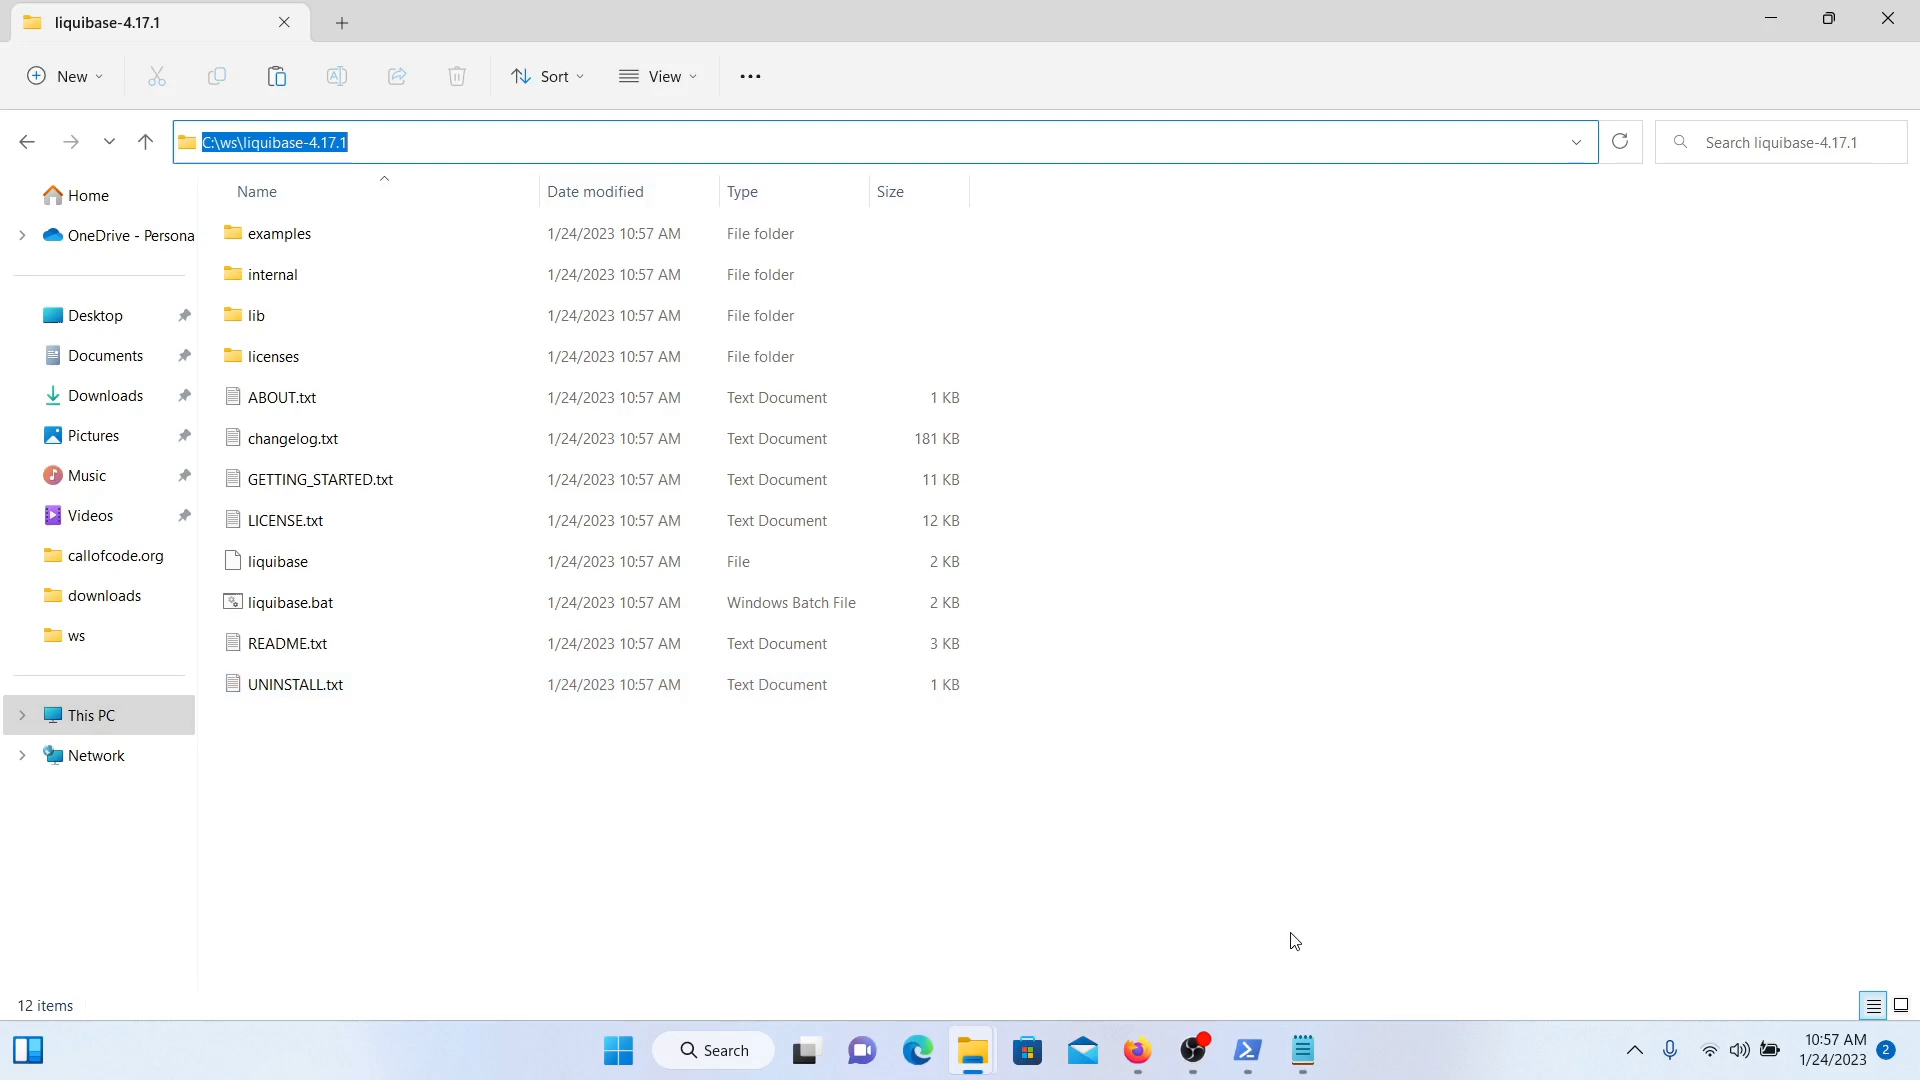 liquibase-4.17.1
New
Sort
View
C:\ws\liquibase-4.17.1
Search liquibase-4.17.1
Name Date modified Type Size
Home
OneDrive - Persona
Desktop
Documents
Downloads
Pictures
Music
Videos
callofcode.org
downloads
ws
This PC
Network
examples 1/24/2023 10:57 AM File folder
internal 1/24/2023 10:57 AM File folder
lib 1/24/2023 10:57 AM File folder
licenses 1/24/2023 10:57 AM File folder
ABOUT.txt 1/24/2023 10:57 AM Text Document 1 KB
changelog.txt 1/24/2023 10:57 AM Text Document 181 KB
GETTING_STARTED.txt 1/24/2023 10:57 AM Text Document 11 KB
LICENSE.txt 1/24/2023 10:57 AM Text Document 12 KB
liquibase 1/24/2023 10:57 AM File 2 KB
liquibase.bat 1/24/2023 10:57 AM Windows Batch File 2 KB
README.txt 1/24/2023 10:57 AM Text Document 3 KB
UNINSTALL.txt 1/24/2023 10:57 AM Text Document 1 KB
12 items
Search
10:57 AM
1/24/2023
2